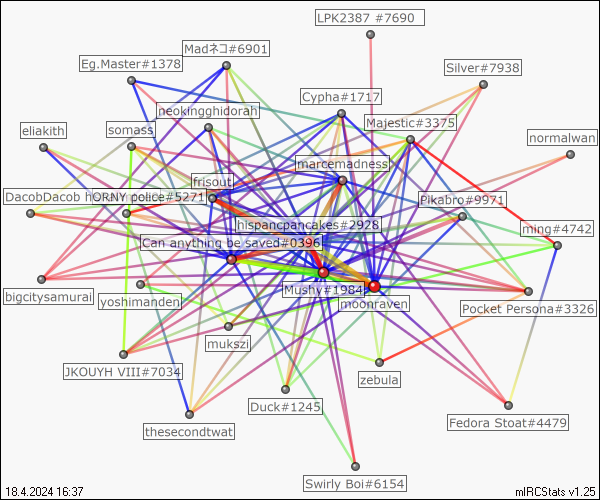 LPK2387 #7690
Madネコ#6901
Eg.Master#1378
Silver#7938
Cypha#1717
neokingghidorah
Majestic#3375
eliakith
somass
normalwan
marcemadness
frisout
DacobDacob h
ORNY police#5271
Pikabro#9971
hispancpancakes#2928
ming#4742
Can anything be saved#0396
Mushy#1984
bigcitysamurai
yoshimanden
moonraven
Pocket Persona#3326
mukszi
JKOUYH VIII#7034
zebula
Duck#1245
Fedora Stoat#4479
thesecondtwat
Swirly Boi#6154
18.4.2024 16:37
mIRCStats v1.25